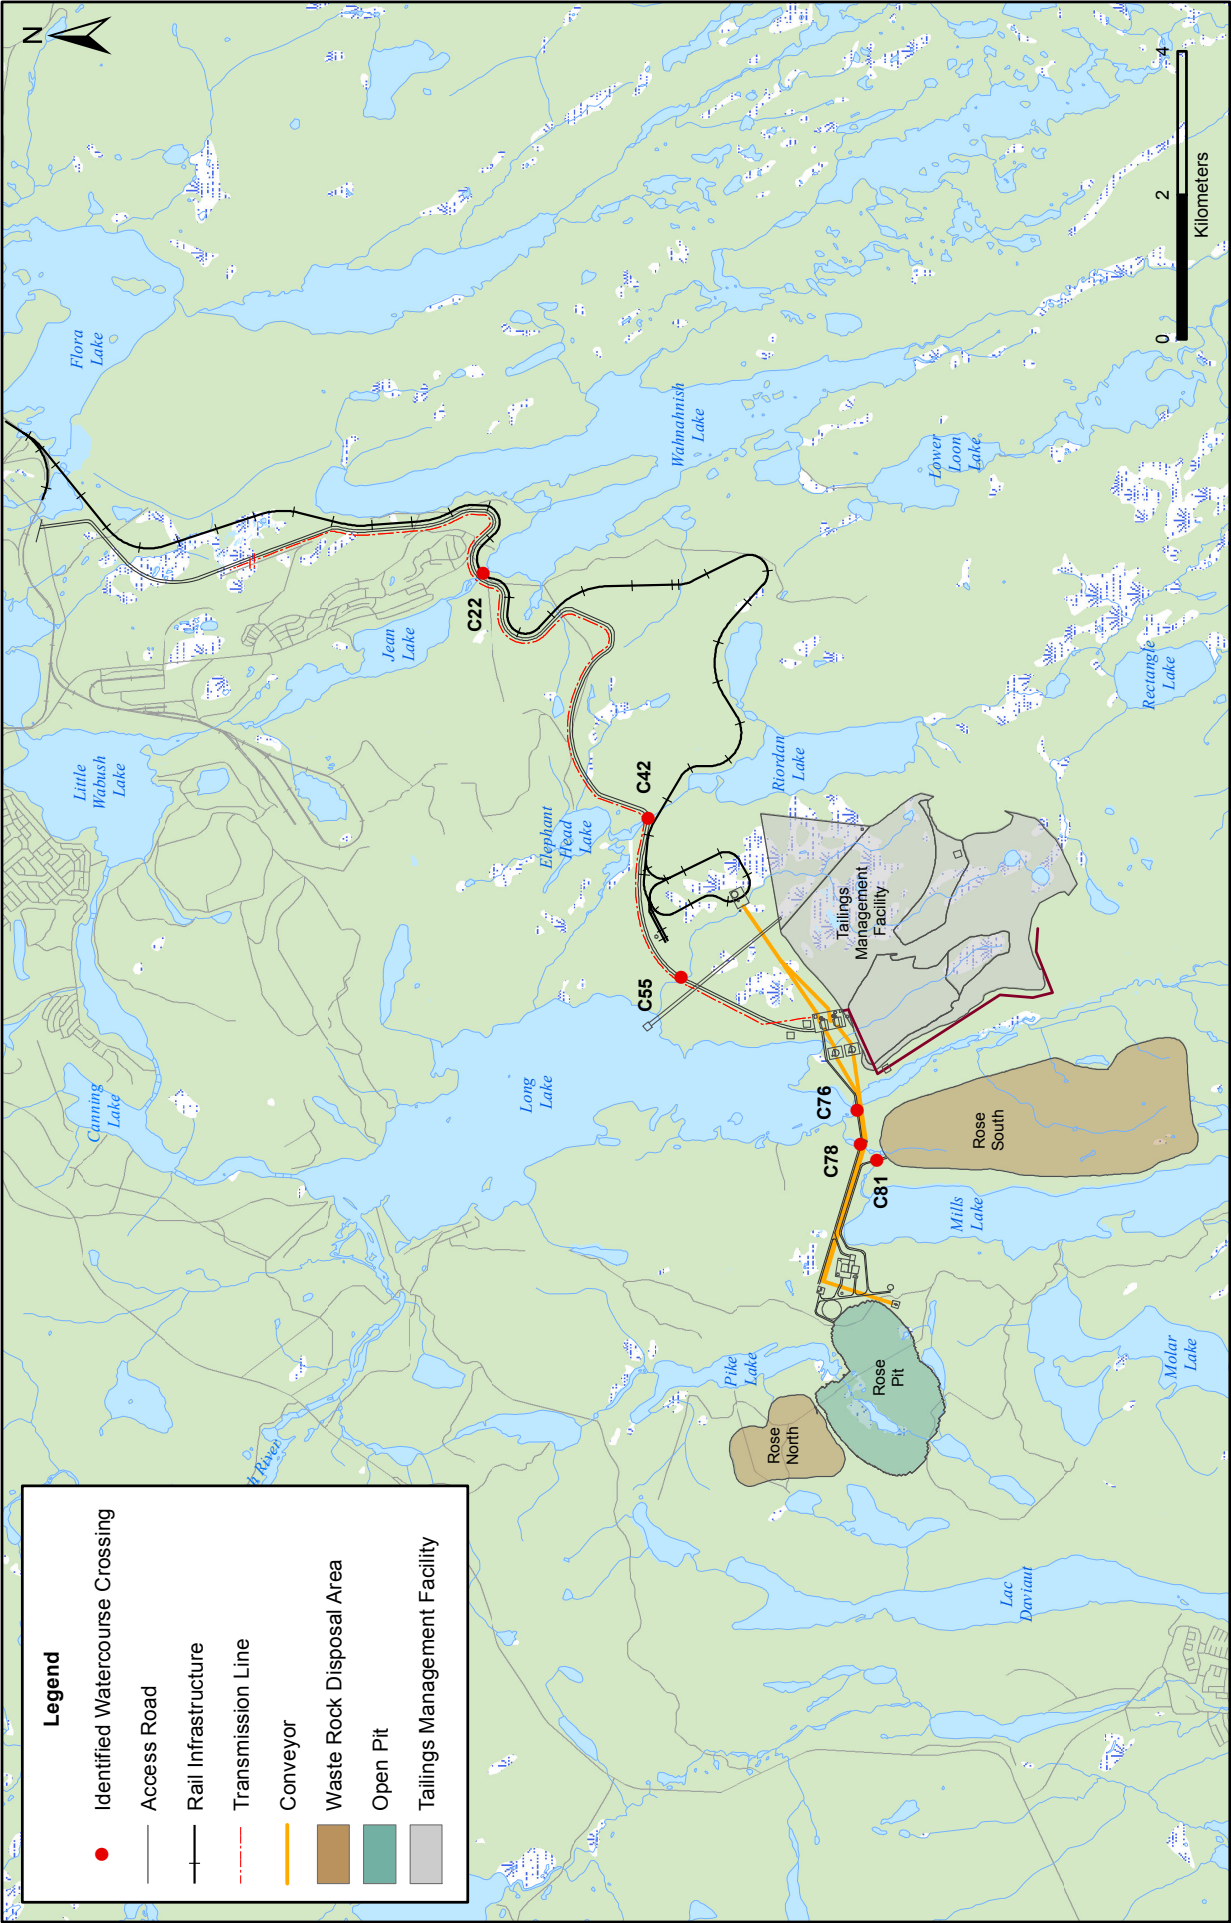 N
Flora
Lake
Little
Wabush
Lake
Jean
Lake
Canning
Lake
C22
Wahnahnish
Lake
Lower
Loon
Lake
Elephant
Head
Lake
C42
Riordan
Lake
Rectangle
Lake
C55
Long
Lake
Tailings
Management
Facility
C76
C78
C81
Rose
South
Mills
Lake
Pike
Lake
Rose
Pit
Rose
North
Molar
Lake
Lac
Daviaut
River
0 2 4
Kilometers
Legend
Identified Watercourse Crossing
Access Road
Rail Infrastructure
Transmission Line
Conveyor
Waste Rock Disposal Area
Open Pit
Tailings Management Facility